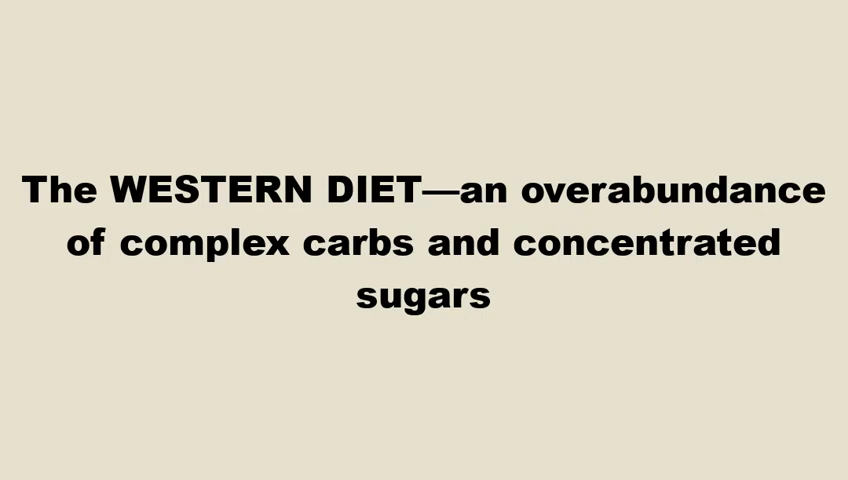 The WESTERN DIET—an overabundance
of complex carbs and concentrated
sugars